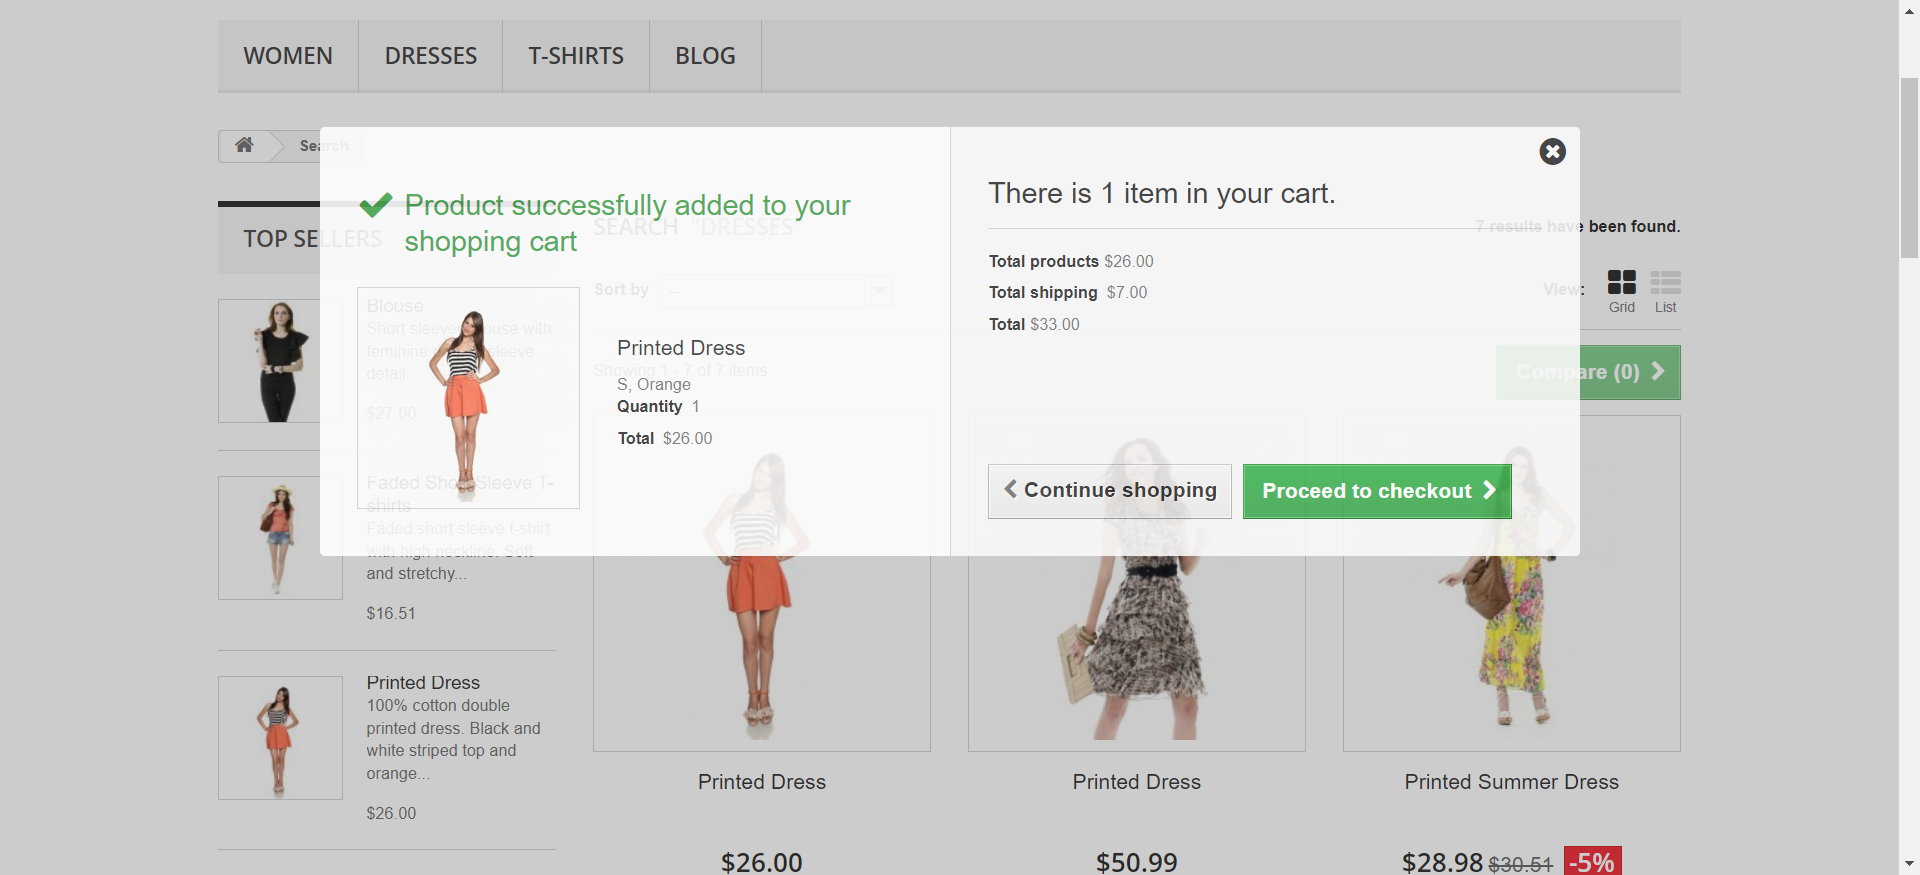 WOMEN
DRESSES
T-SHIRTS
BLOG
Search
TOP SELLERS
Blouse
Short sleeve blouse with
feminine sleeve
detail.
$27.00
Faded Short Sleeve T-
shirts
Faded short sleeve t-shirt
with high neckline. Soft
and stretchy...
$16.51
Printed Dress
100% cotton double
printed dress. Black and
white striped top and
orange...
$26.00
Product successfully added to your
shopping cart
Printed Dress
S, Orange
Quantity 1
Total $26.00
There is 1 item in your cart.
Total products $26.00
Total shipping $7.00
Total $33.00
Continue shopping
Proceed to checkout
SEARCH "DRESSES
7 results have been found.
Sort by --
View:
Grid
List
Showing 1 - 7 of 7 items
Compare (0)
Printed Dress
$26.00
Printed Dress
$50.99
Printed Summer Dress
$28.98 $30.51 -5%